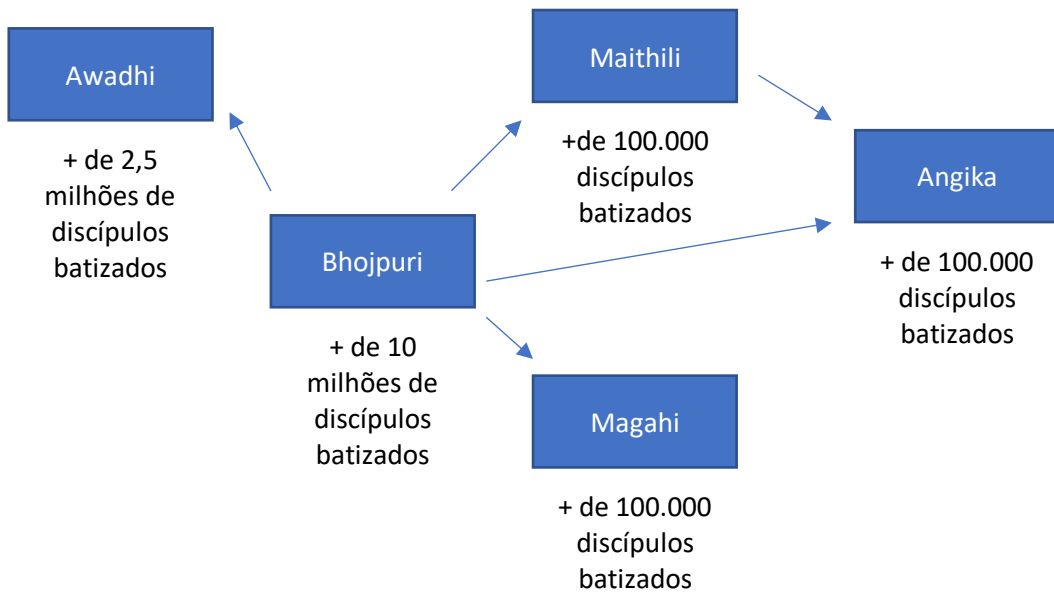 Awadhi
+ de 2,5
milhões de
discípulos
batizados
Bhojpuri
+ de 10
milhões de
discípulos
batizados
Maithili
+de 100.000
discípulos
batizados
Magahi
+ de 100.000
discípulos
batizados
Angika
+ de 100.000
discípulos
batizados